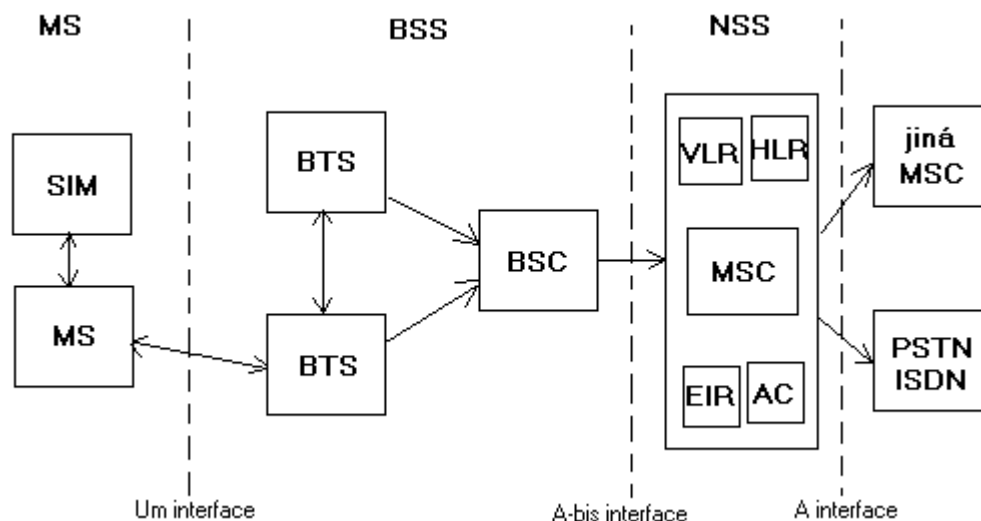 MS
BSS
NSS
SIM
MS
BTS
BTS
BSC
VLR
HLR
MSC
EIR
AC
jiná
MSC
PSTN
ISDN
Um interface
A-bis interface
A interface